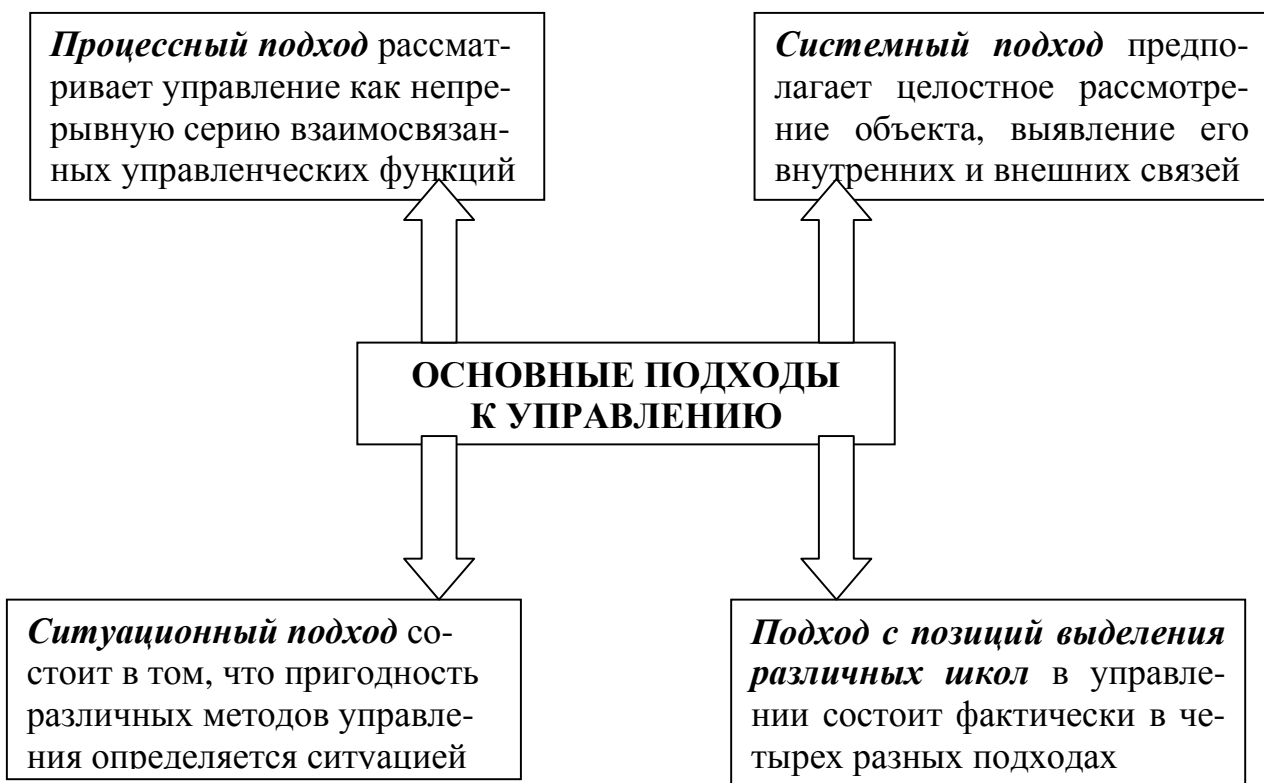 Процессный подход рассмат-
ривает управление как непре-
рывную серию взаимосвязан-
ных управленческих функций
Системный подход предпо-
лагает целостное рассмотре-
ние объекта, выявление его
внутренних и внешних связей
ОСНОВНЫЕ ПОДХОДЫ
К УПРАВЛЕНИЮ
Ситуационный подход со-
стоит в том, что пригодность
различных методов управле-
ния определяется ситуацией
Подход с позиций выделения
различных школ в управле-
нии состоит фактически в че-
тырех разных подходах